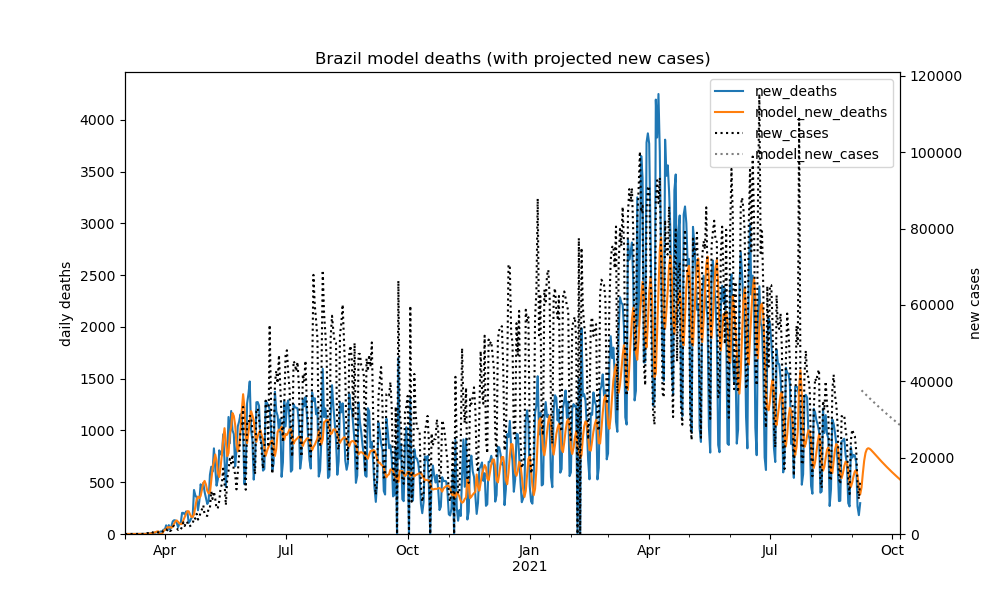 Brazil model deaths (with projected new cases)
new_deaths
model_new_deaths
new_cases
model_new_cases
daily deaths
4000
3500
3000
2500
2000
1500
1000
500
0
120000
100000
80000
60000
40000
20000
0
new cases
Apr
Jul
Oct
Jan
2021
Apr
Jul
Oct